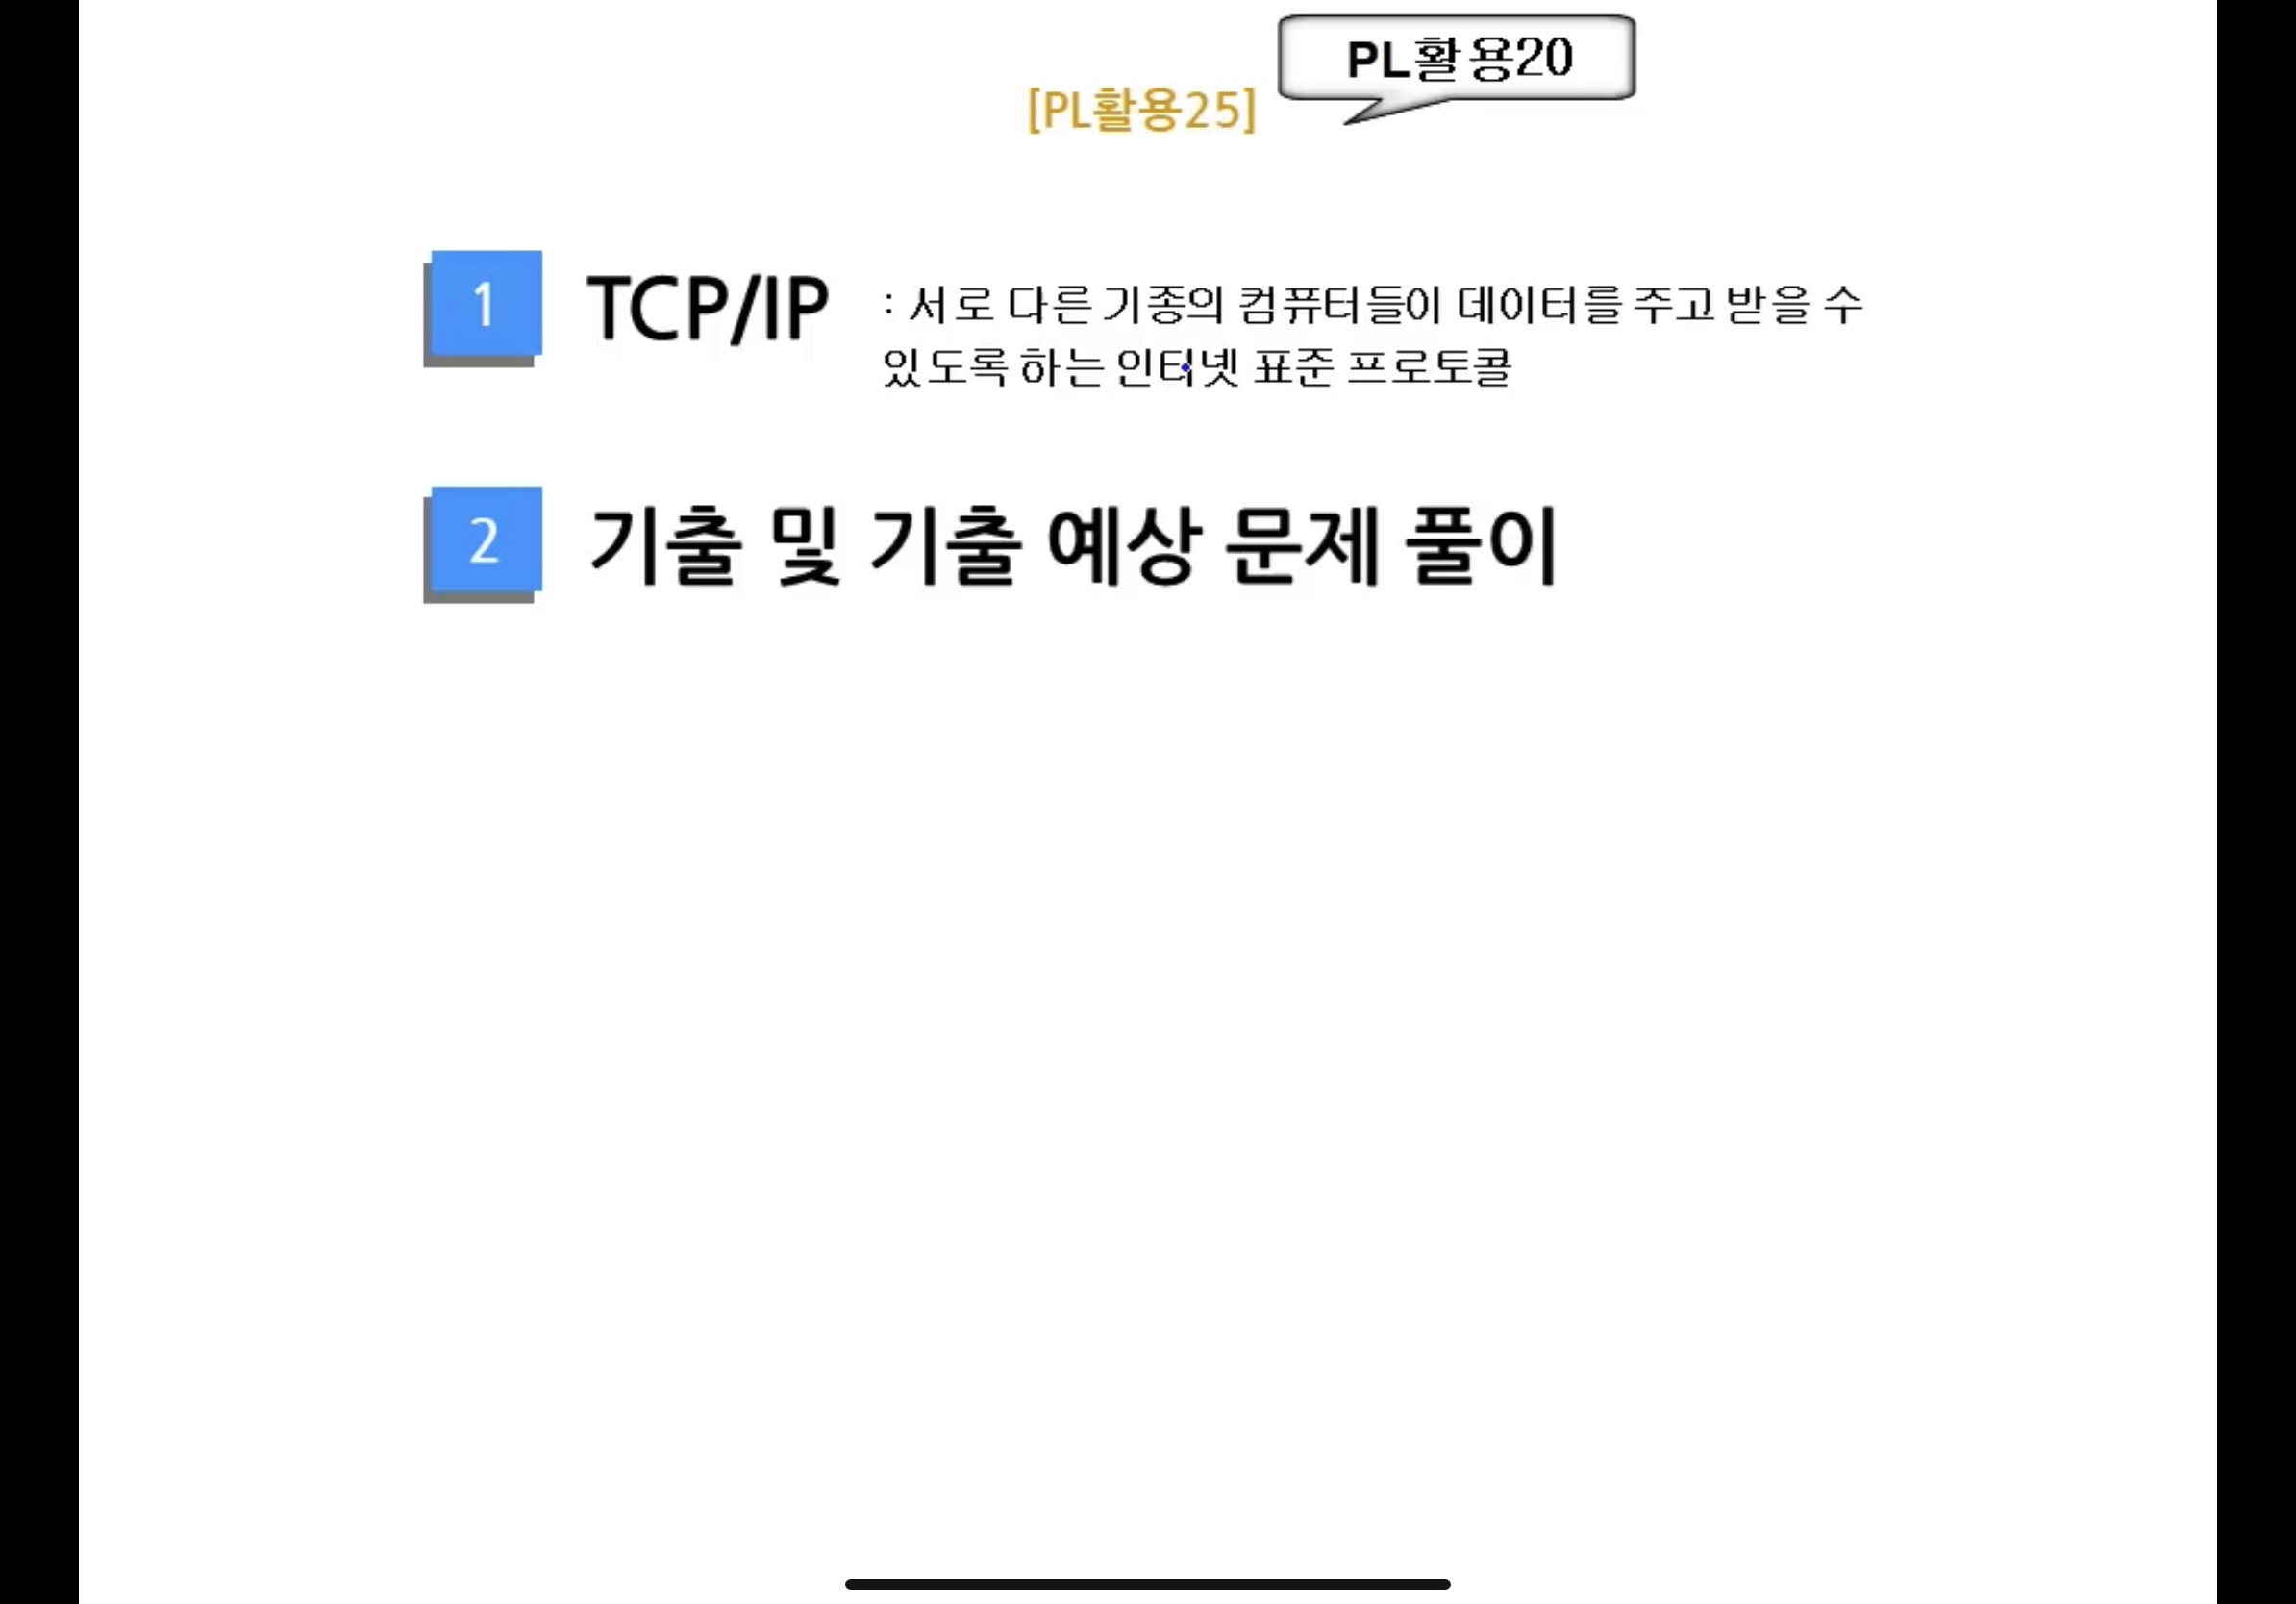 PL활용20
[PL활용25]
1 TCP/IP : 서로 다른 기종의 컴퓨터들이 데이터를 주고 받을 수
있도록 하는 인터넷 표준 프로토콜
2 기출 및 기출 예상 문제 풀이